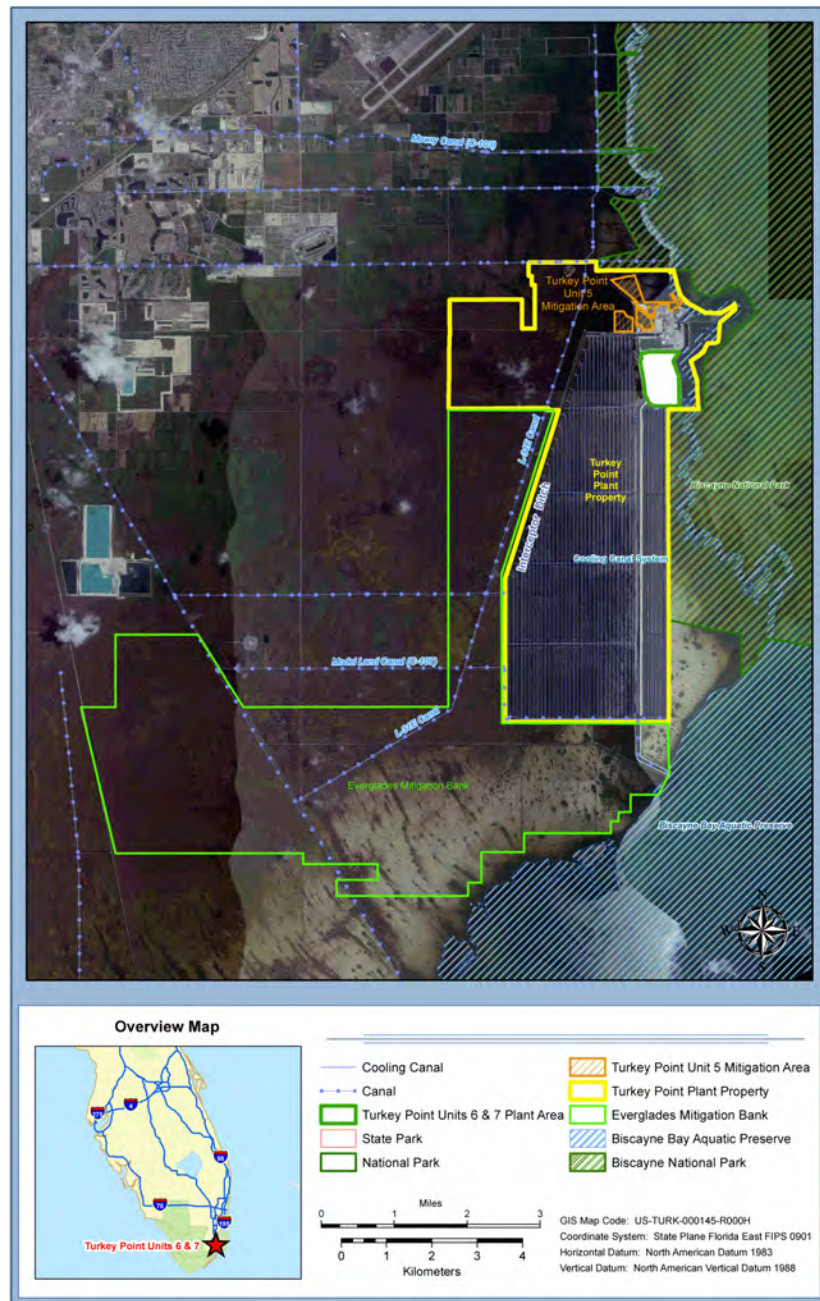 Mowry Canal (C-103)
Turkey Point
Unit 5
Mitigation Area
L-31E Canal
Turkey
Point
Plant
Property
Biscayne National Park
Interceptor Ditch
Cooling Canal System
Model Land Canal (C-107)
L-31E Canal
Everglades Mitigation Bank
Biscayne Bay Aquatic Preserve
N
W
E
S
Overview Map
4
275
95
75
195
Turkey Point Units 6 & 7
Cooling Canal
Canal
Turkey Point Units 6 & 7 Plant Area
State Park
National Park
Turkey Point Unit 5 Mitigation Area
Turkey Point Plant Property
Everglades Mitigation Bank
Biscayne Bay Aquatic Preserve
Biscayne National Park
Miles
0 1 2 3
0 1 2 3 4
Kilometers
GIS Map Code: US-TURK-000145-R000H
Coordinate System: State Plane Florida East FIPS 0901
Horizontal Datum: North American Datum 1983
Vertical Datum: North American Vertical Datum 1988